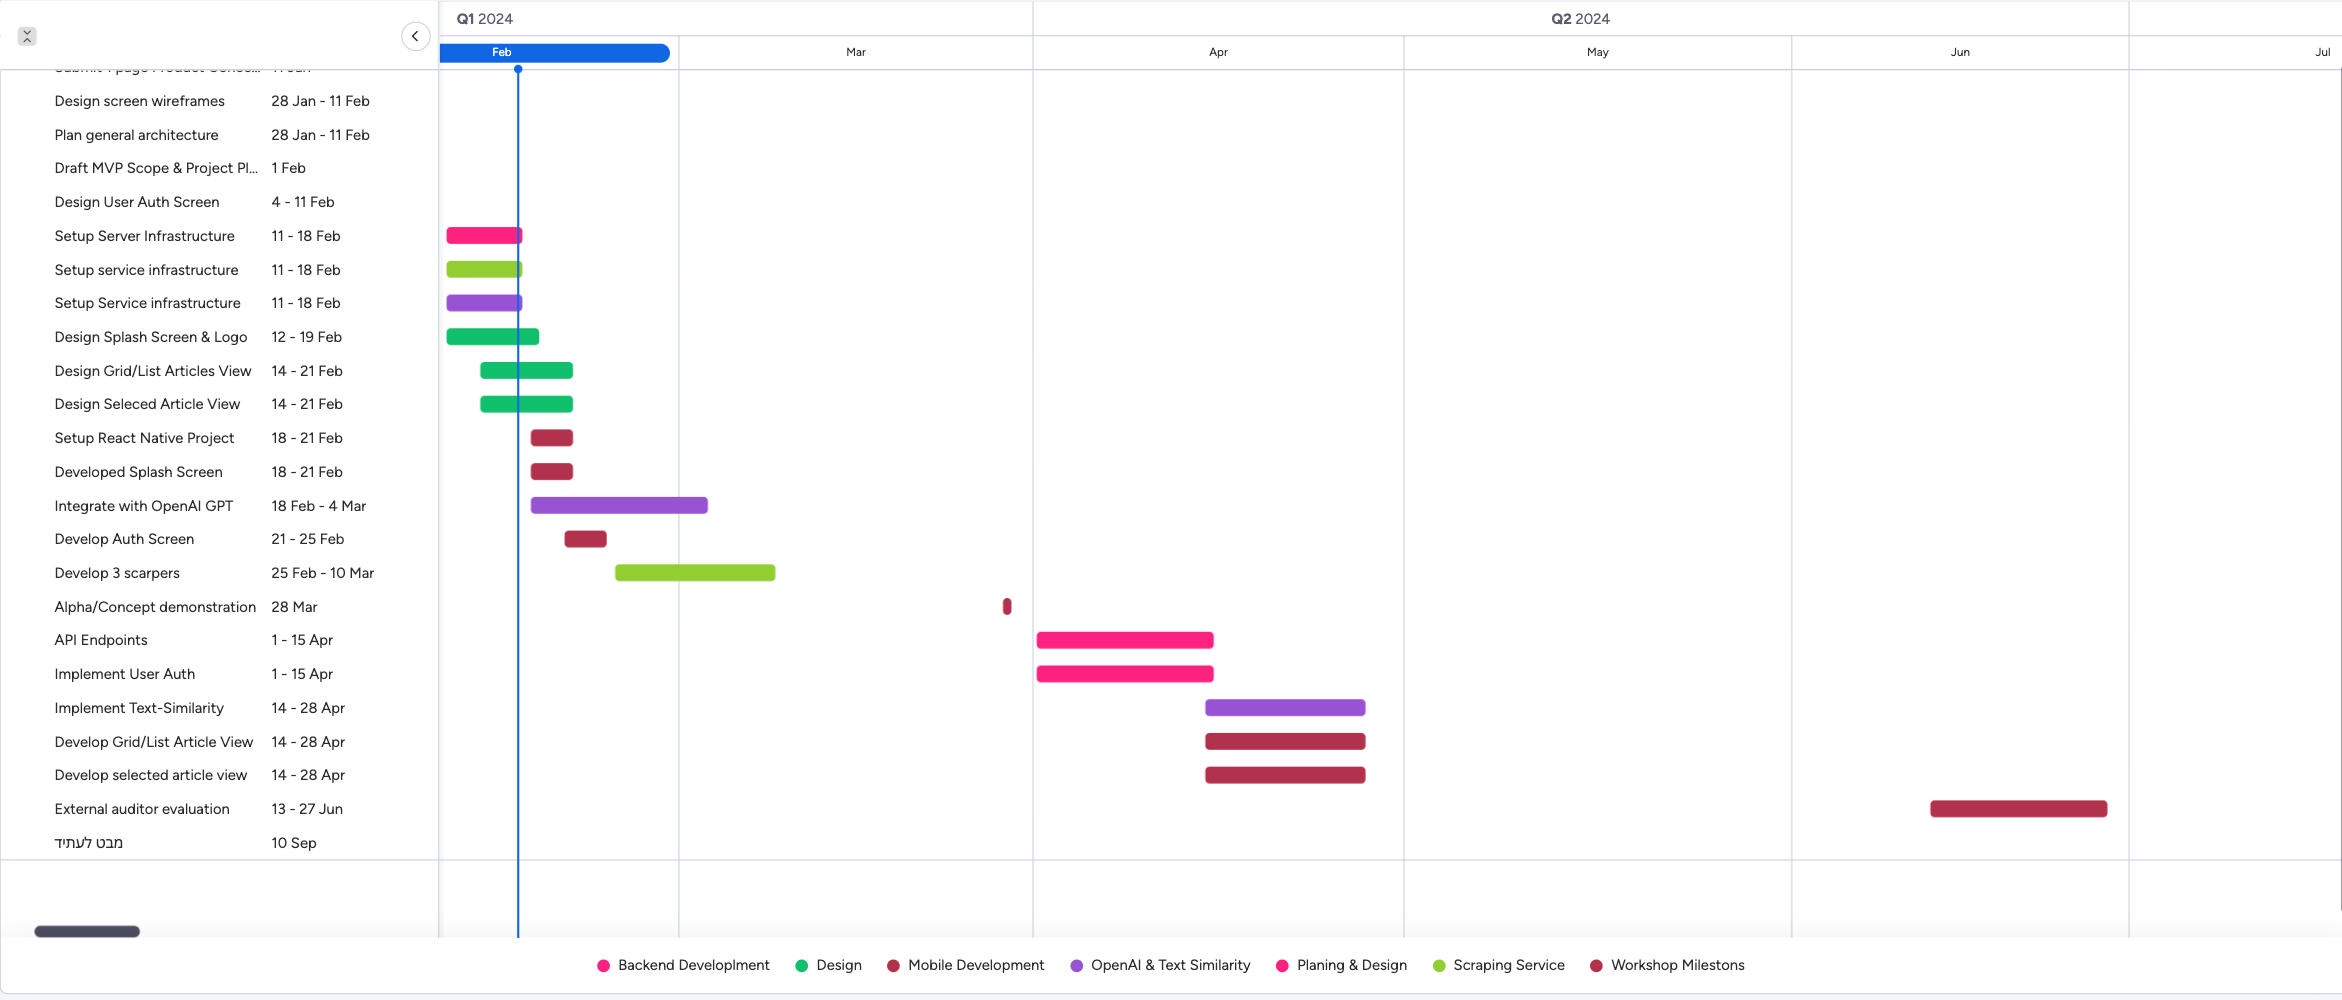 Q1 2024
Q2 2024
Feb
Mar
Apr
May
Jun
Jul
Design screen wireframes 28 Jan - 11 Feb
Plan general architecture 28 Jan - 11 Feb
Draft MVP Scope & Project Pl... 1 Feb
Design User Auth Screen 4 - 11 Feb
Setup Server Infrastructure 11 - 18 Feb
Setup service infrastructure 11 - 18 Feb
Setup Service infrastructure 11 - 18 Feb
Design Splash Screen & Logo 12 - 19 Feb
Design Grid/List Articles View 14 - 21 Feb
Design Seleced Article View 14 - 21 Feb
Setup React Native Project 18 - 21 Feb
Developed Splash Screen 18 - 21 Feb
Integrate with OpenAI GPT 18 Feb - 4 Mar
Develop Auth Screen 21 - 25 Feb
Develop 3 scarpers 25 Feb - 10 Mar
Alpha/Concept demonstration 28 Mar
API Endpoints 1 - 15 Apr
Implement User Auth 1 - 15 Apr
Implement Text-Similarity 14 - 28 Apr
Develop Grid/List Article View 14 - 28 Apr
Develop selected article view 14 - 28 Apr
External auditor evaluation 13 - 27 Jun
מבט לעתיד 10 Sep
Backend Developlment
Design
Mobile Development
OpenAI & Text Similarity
Planing & Design
Scraping Service
Workshop Milestons